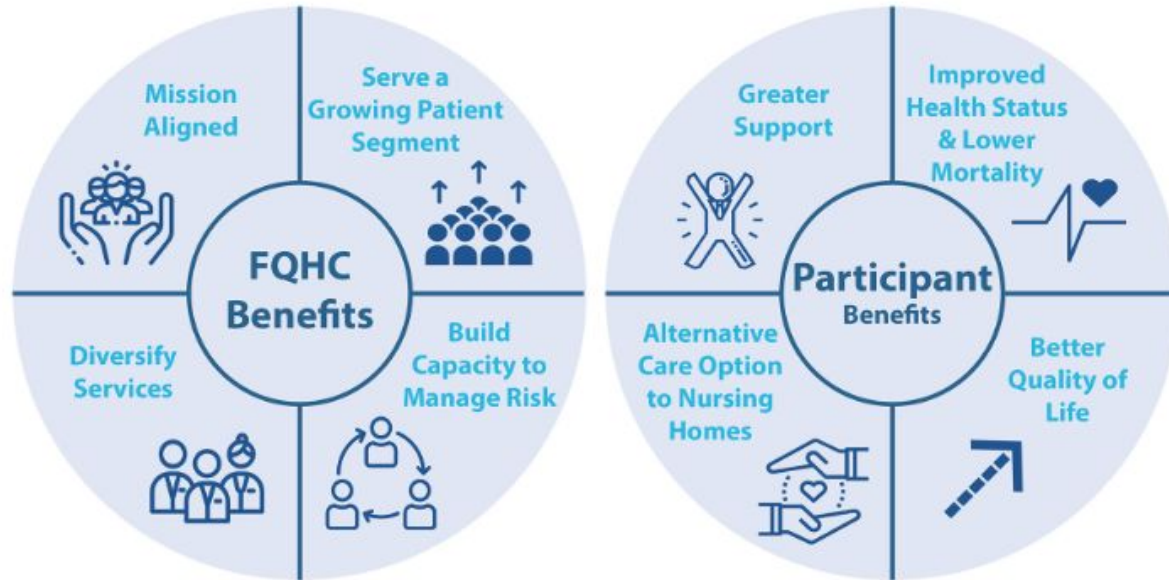 Mission
Aligned
Serve a
Growing Patient
Segment
FQHC
Benefits
Diversify
Services
Build
Capacity to
Manage Risk
Greater
Support
Improved
Health Status
& Lower
Mortality
Participant
Benefits
Alternative
Care Option
to Nursing
Homes
Better
Quality of
Life